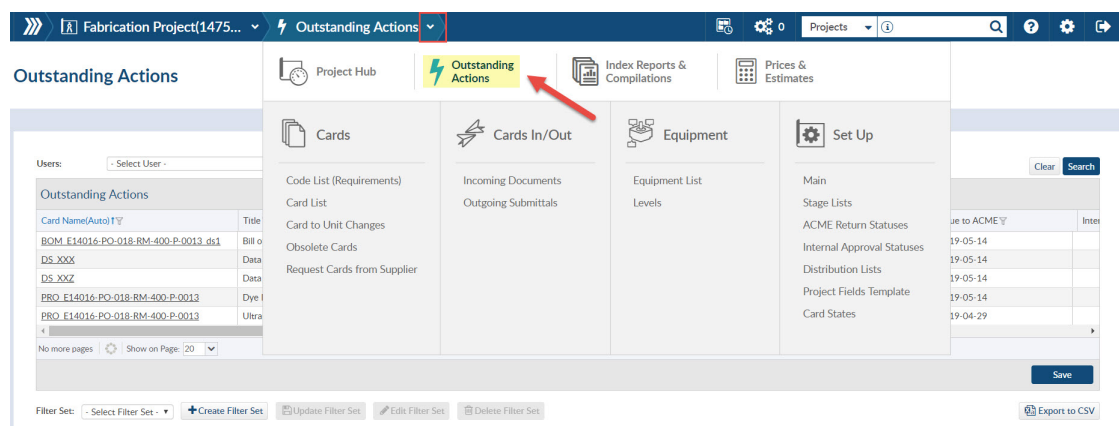 Fabrication Project(1475...
Outstanding Actions
0
Projects
Outstanding Actions
Project Hub
Outstanding
Actions
Index Reports &
Compilations
Prices &
Estimates
Cards
Cards In/Out
Equipment
Set Up
Code List (Requirements)
Card List
Card to Unit Changes
Obsolete Cards
Request Cards from Supplier
Incoming Documents
Outgoing Submittals
Equipment List
Levels
Main
Stage Lists
ACME Return Statuses
Internal Approval Statuses
Distribution Lists
Project Fields Template
Card States
Users: - Select User -
Clear Search
Outstanding Actions
Card Name(Auto) Title ue to ACME Inter
BOM_E14016-PO-018-RM-400-P-0013_ds1 Bill o 19-05-14
DS_XXX Data 19-05-14
DS_XXZ Data 19-05-14
PRO_E14016-PO-018-RM-400-P-0013 Dye 19-05-14
PRO_E14016-PO-018-RM-400-P-0013 Ultra 19-04-29
No more pages Show on Page: 20
Save
Filter Set: - Select Filter Set - Create Filter Set Update Filter Set Edit Filter Set Delete Filter Set Export to CSV